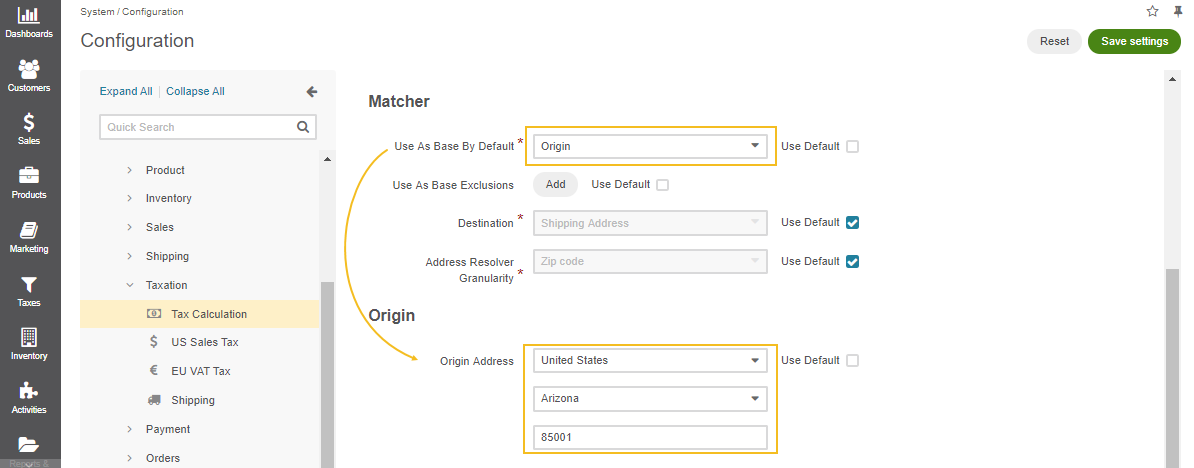 Dashboards
Customers
Sales
Products
Marketing
Taxes
Inventory
Activities
Reports &
System / Configuration
Configuration
Reset
Save settings
Expand All | Collapse All
Quick Search
Product
Inventory
Sales
Shipping
Taxation
Tax Calculation
$ US Sales Tax
€ EU VAT Tax
Shipping
Payment
Orders
Matcher
Use As Base By Default * Origin Use Default
Use As Base Exclusions Add Use Default
Destination * Shipping Address Use Default
Address Resolver Granularity * Zip code Use Default
Origin
Origin Address United States Use Default
Arizona
85001